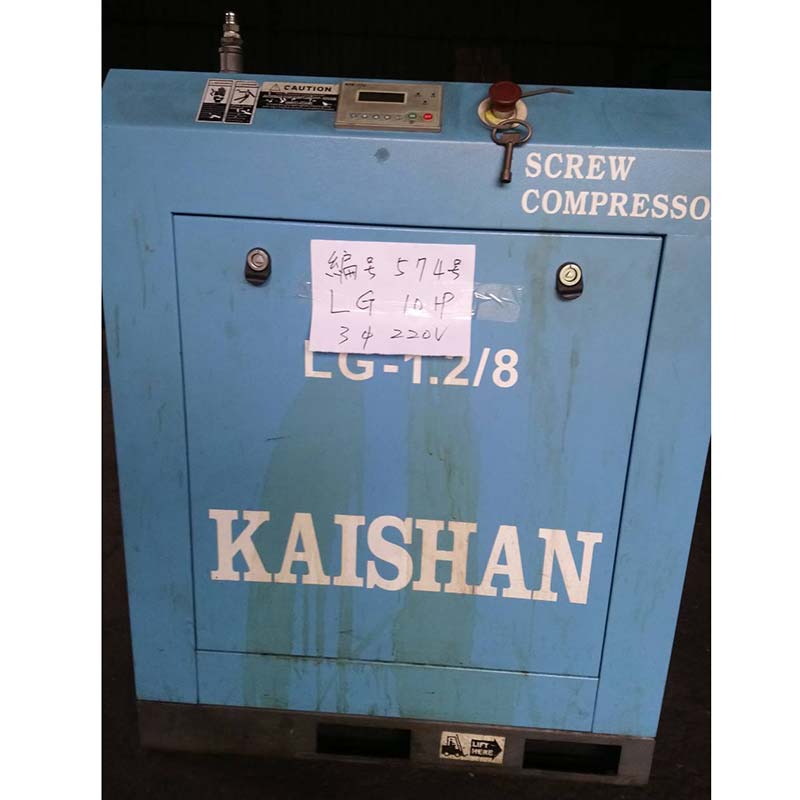 CAUTION
SCREW
COMPRESSO
編号 574号
LG 10HP
3φ 220V
LG-1.2/8
KAISHAN
LIFT
HERE